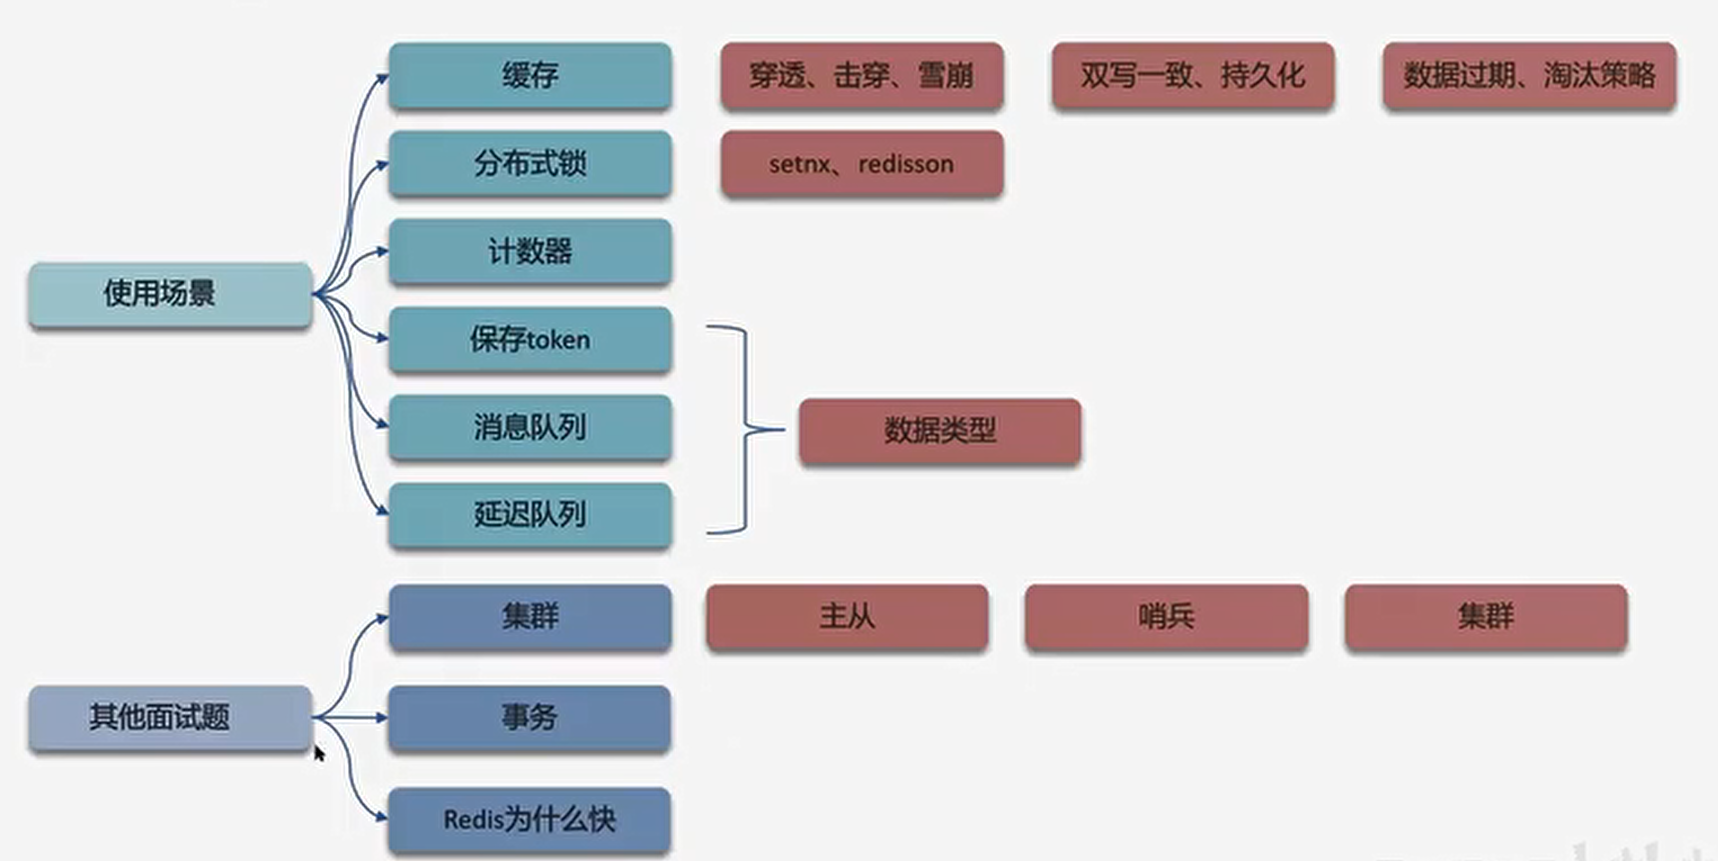 缓存
穿透、击穿、雪崩
双写一致、持久化
数据过期、淘汰策略
分布式锁
setnx、redisson
计数器
使用场景
保存token
消息队列
数据类型
延迟队列
集群
主从
哨兵
集群
其他面试题
事务
Redis为什么快